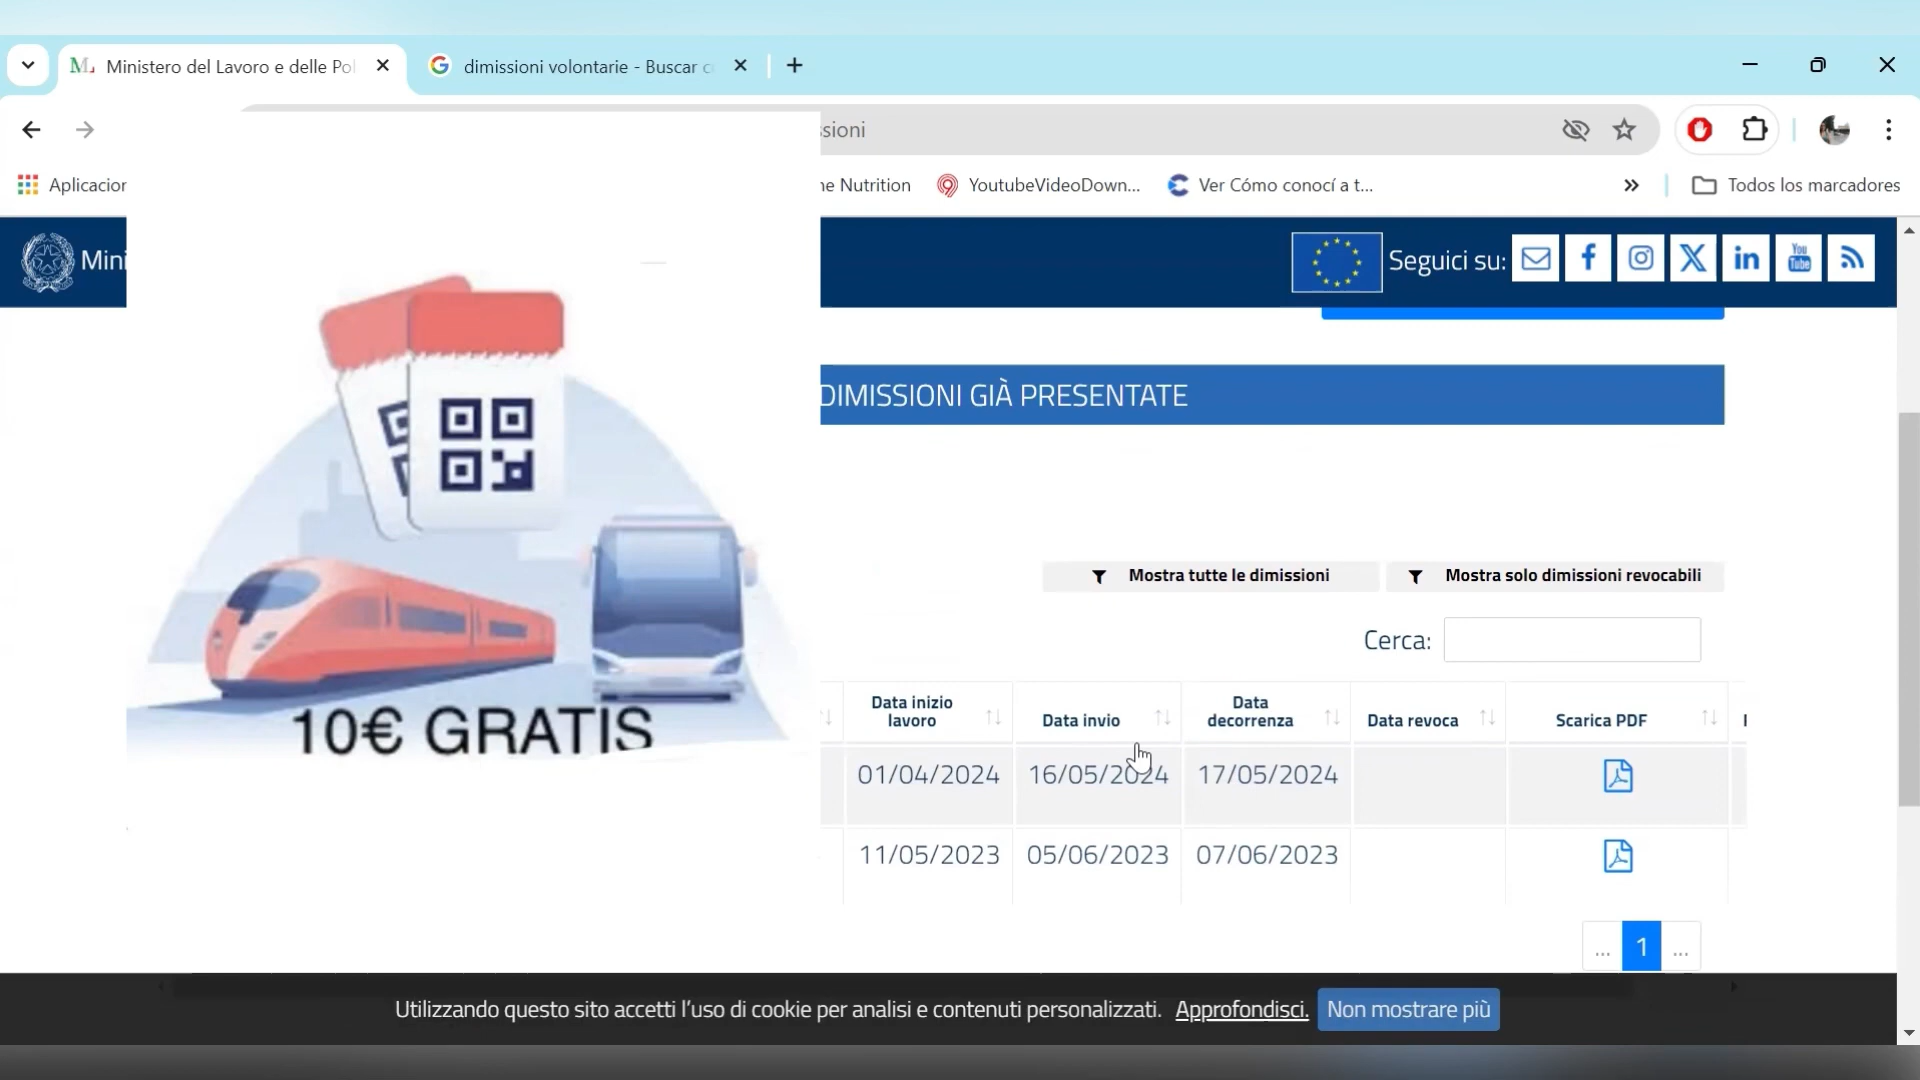 Ministero del Lavoro e delle Pol
dimissioni volontarie - Buscar c
sioni
Aplicacion
ne Nutrition
YoutubeVideoDown...
Ver Cómo conocí a t...
»
Todos los marcadores
Mini
Seguici su:
You
Tube
DIMISSIONI GIÀ PRESENTATE
Mostra tutte le dimissioni
Mostra solo dimissioni revocabili
Cerca:
Data inizio
lavoro
Data invio
Data
decorrenza
Data revoca
Scarica PDF
01/04/2024 16/05/2024 17/05/2024
11/05/2023 05/06/2023 07/06/2023
10€ GRATIS
... 1 ...
Utilizzando questo sito accetti l'uso di cookie per analisi e contenuti personalizzati. Approfondisci. Non mostrare più